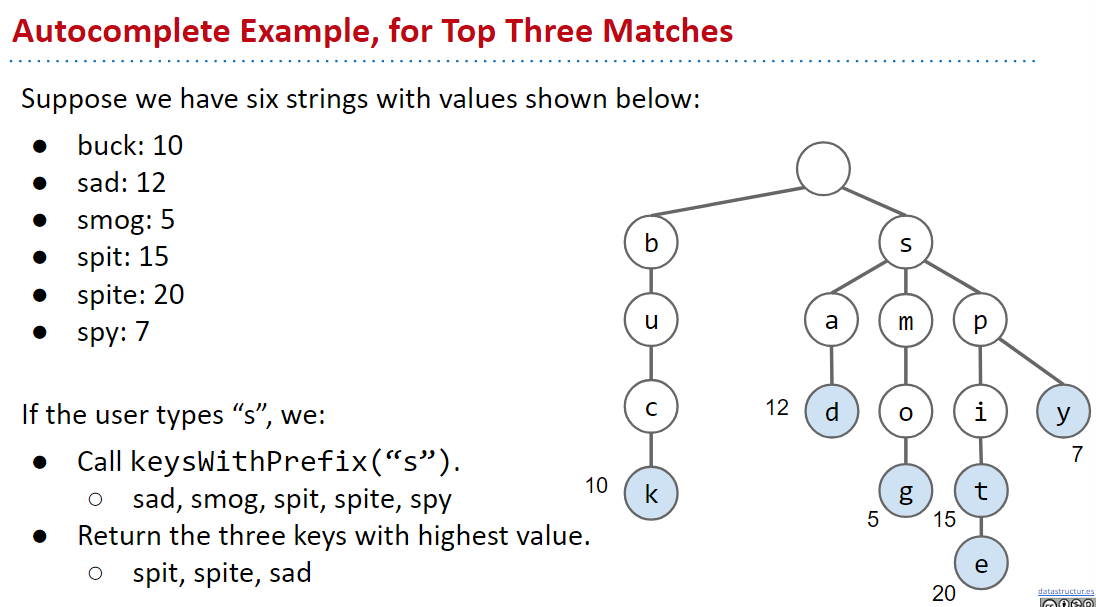 Autocomplete Example, for Top Three Matches
Suppose we have six strings with values shown below:
● buck: 10
● sad: 12
● smog: 5
● spit: 15
● spite: 20
● spy: 7
If the user types “s”, we:
● Call keysWithPrefix(“s”).
○ sad, smog, spit, spite, spy
● Return the three keys with highest value.
○ spit, spite, sad
b s
u a m p
c 12 d o i y
7
10 k g t
5 15
e
20
datastructur.es